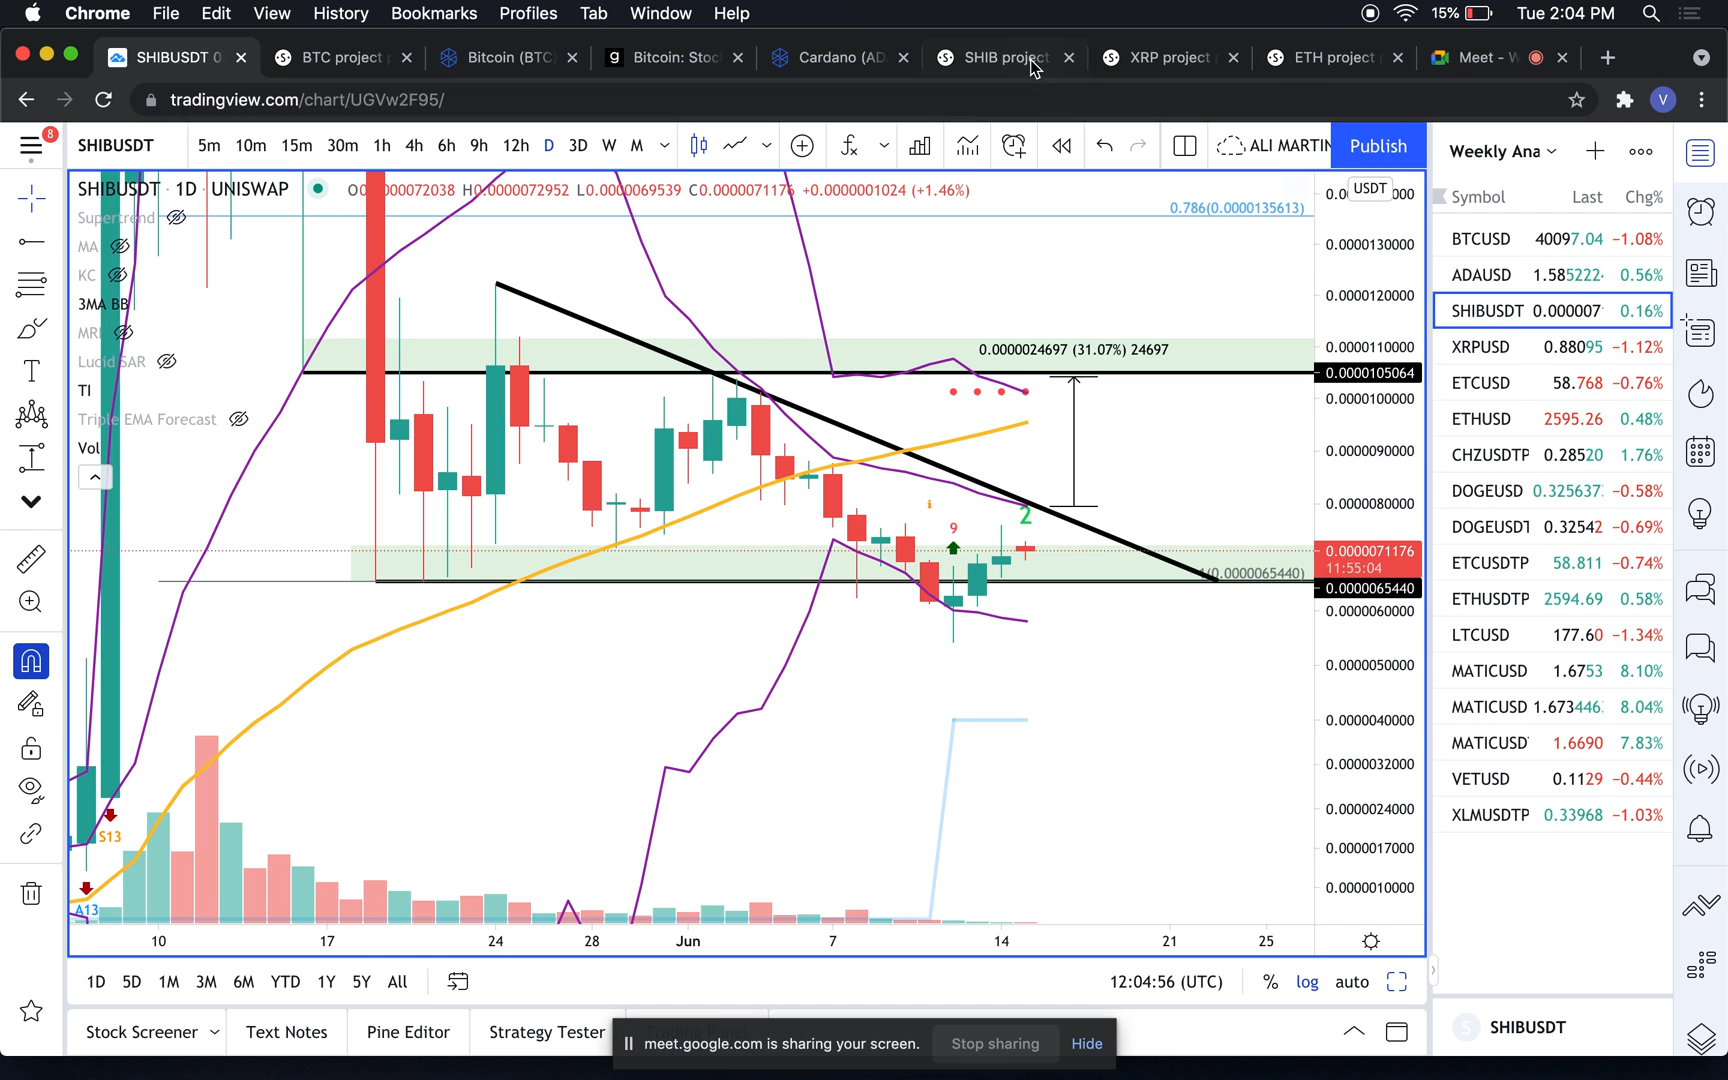 Chrome File Edit View History Bookmarks Profiles Tab Window Help 15% Tue 2:04 PM
SHIBUSDT 0. BTC project Bitcoin (BTC Bitcoin: Stoc Cardano (AD SHIB project XRP project ETH project Meet - W
tradingview.com/chart/UGVw2F95/ V
8
SHIBUSDT 5m 10m 15m 30m 1h 4h 6h 9h 12h D 3D W M ALI MARTIN Publish
SHIBUSDT · 1D · UNISWAP O0.0000072038 H0.0000072952 L0.0000069539 C0.0000071176 +0.0000001024 (+1.46%)
USDT
Supertrend
MA
KC
3MA BB
MRI
Lucid SAR
TI
Triple EMA Forecast
Vol
0.786(0.0000135613)
0.0000024697 (31.07%) 24697
1(0.0000065440)
i
9
2
S13
A13
0.0000130000
0.0000120000
0.0000110000
0.0000105064
0.0000100000
0.0000090000
0.0000080000
0.0000071176
11:55:04
0.0000065440
0.0000060000
0.0000050000
0.0000040000
0.0000032000
0.0000024000
0.0000017000
0.0000010000
10 17 24 28 Jun 7 14 21 25
1D 5D 1M 3M 6M YTD 1Y 5Y All 12:04:56 (UTC) % log auto
Stock Screener Text Notes Pine Editor Strategy Tester
meet.google.com is sharing your screen. Stop sharing Hide
Weekly Ana
Symbol Last Chg%
BTCUSD 40097.04 −1.08%
ADAUSD 1.585222 0.56%
SHIBUSDT 0.000007 0.16%
XRPUSD 0.88095 −1.12%
ETCUSD 58.768 −0.76%
ETHUSD 2595.26 0.48%
CHZUSDTP 0.28520 1.76%
DOGEUSD 0.325637 −0.58%
DOGEUSDT 0.32542 −0.69%
ETCUSDTP 58.811 −0.74%
ETHUSDTP 2594.69 0.58%
LTCUSD 177.60 −1.34%
MATICUSD 1.6753 8.10%
MATICUSD 1.673446 8.04%
MATICUSD 1.6690 7.83%
VETUSD 0.1129 −0.44%
XLMUSDTP 0.33968 −1.03%
S SHIBUSDT